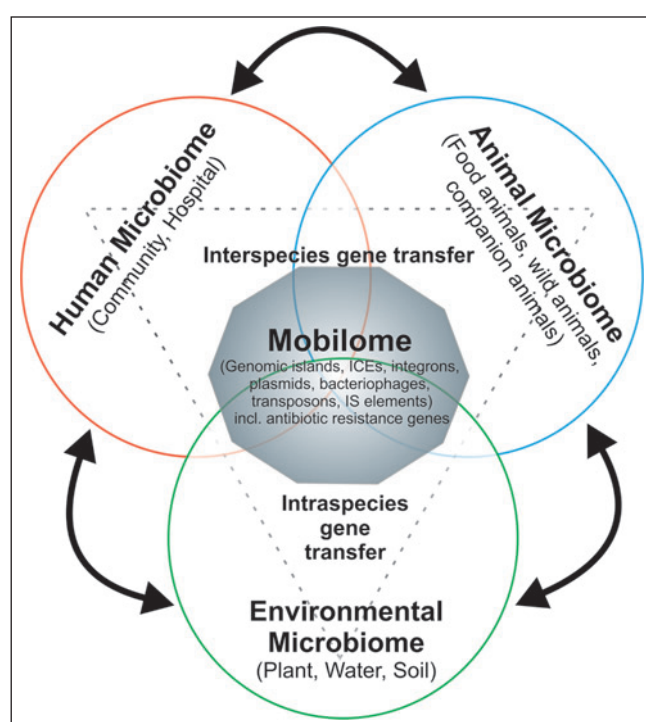 Human Microbiome
(Community, Hospital)
Animal Microbiome
(Food animals, wild animals,
companion animals)
Interspecies gene transfer
Mobilome
(Genomic islands, ICEs, integrons,
plasmids, bacteriophages,
transposons, IS elements)
incl. antibiotic resistance genes
Intraspecies
gene
transfer
Environmental
Microbiome
(Plant, Water, Soil)